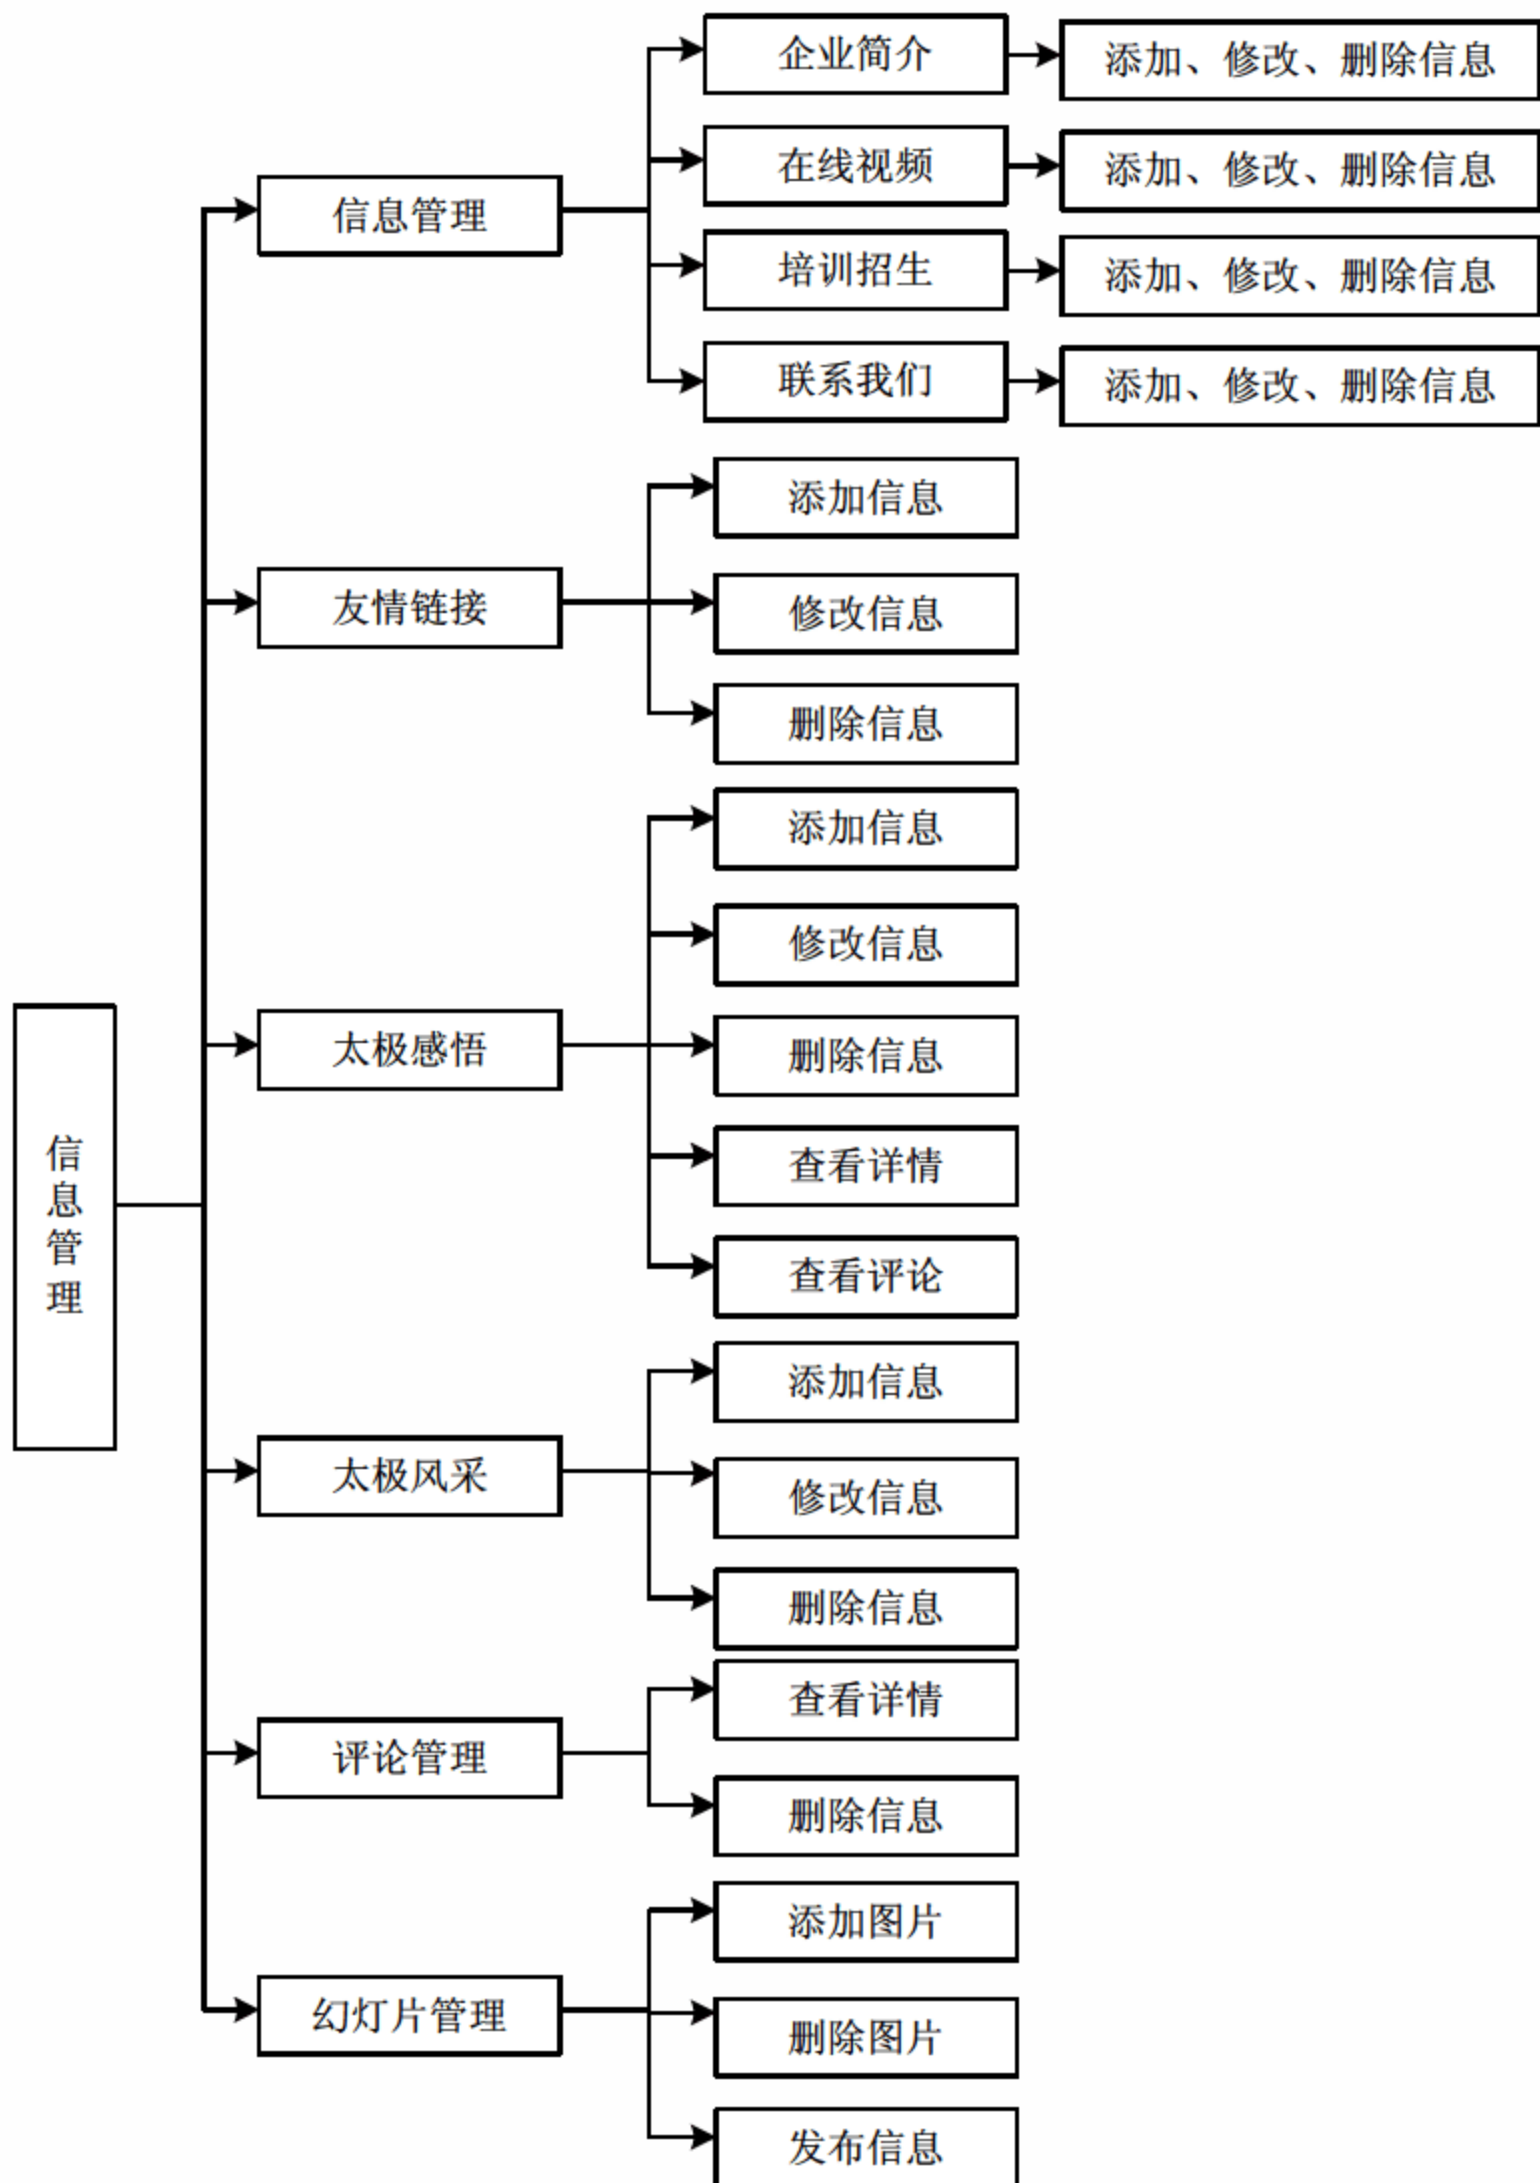 信息管理
信息管理
企业简介
添加、修改、删除信息
在线视频
添加、修改、删除信息
培训招生
添加、修改、删除信息
联系我们
添加、修改、删除信息
友情链接
添加信息
修改信息
删除信息
太极感悟
添加信息
修改信息
删除信息
查看详情
查看评论
太极风采
添加信息
修改信息
删除信息
评论管理
查看详情
删除信息
幻灯片管理
添加图片
删除图片
发布信息